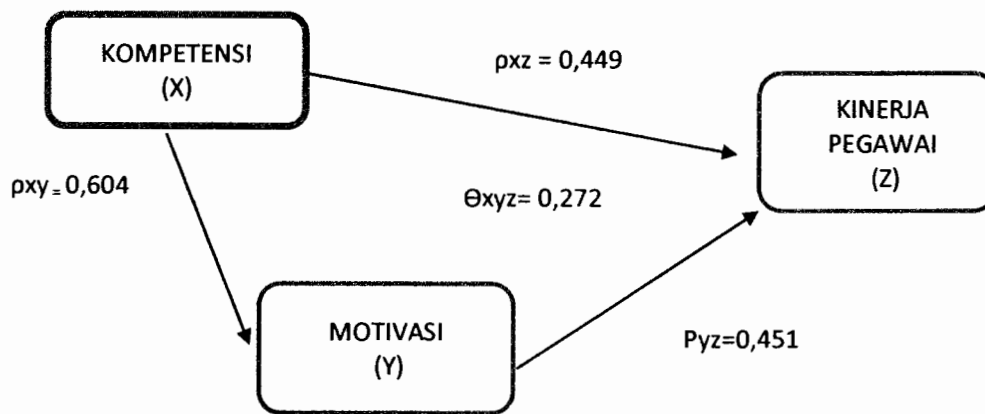 KOMPETENSI
(X)
ρxz = 0,449
KINERJA
PEGAWAI
(Z)
ρxy = 0,604
Θxyz= 0,272
MOTIVASI
(Y)
Pyz=0,451